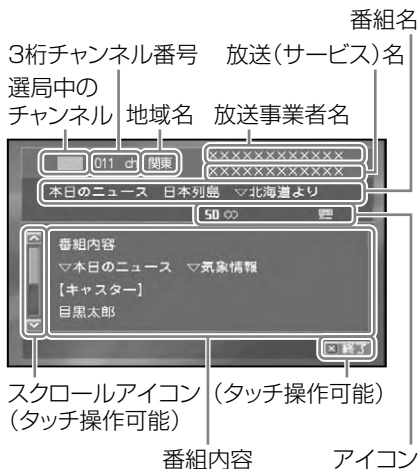 番組名
3桁チャンネル番号 放送(サービス)名
選局中の
チャンネル 地域名 放送事業者名
011 ch 関東 ××××××××××××
××××××××××××
本日のニュース 日本列島 ▽北海道より
SD
番組内容
▽本日のニュース ▽気象情報
【キャスター】
目黒太郎
× 終了
スクロールアイコン (タッチ操作可能)
(タッチ操作可能)
番組内容 アイコン